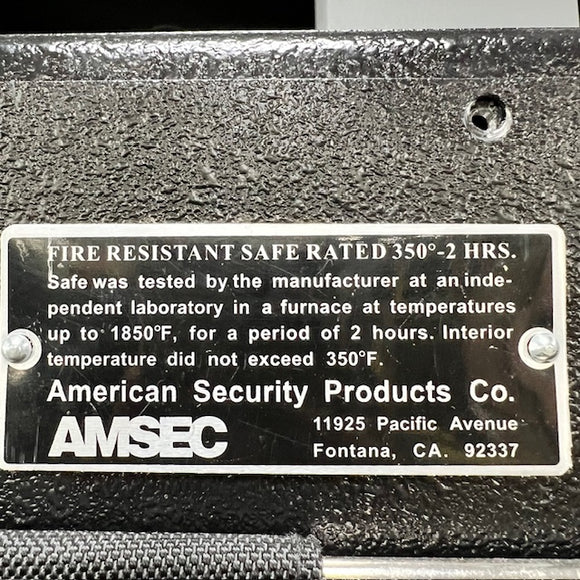 FIRE RESISTANT SAFE RATED 350°-2 HRS.
Safe was tested by the manufacturer at an inde-
pendent laboratory in a furnace at temperatures
up to 1850°F, for a period of 2 hours. Interior
temperature did not exceed 350°F.
American Security Products Co.
AMSEC
11925 Pacific Avenue
Fontana, CA. 92337